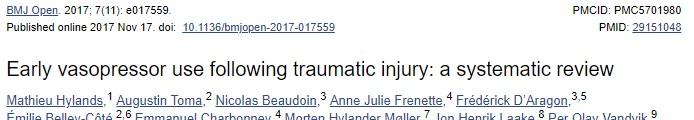 BMJ Open. 2017; 7(11): e017559. PMCID: PMC5701980
Published online 2017 Nov 17. doi: 10.1136/bmjopen-2017-017559 PMID: 29151048
Early vasopressor use following traumatic injury: a systematic review
Mathieu Hylands,1 Augustin Toma,2 Nicolas Beaudoin,3 Anne Julie Frenette,4 Frédéric D’Aragon,3,5
Émilie Belley-Côté,2,6 Emmanuel Charbonney,4 Morten Hylander Møller,7 Jon Henrik Laake,8 Per Olav Vandvik,9